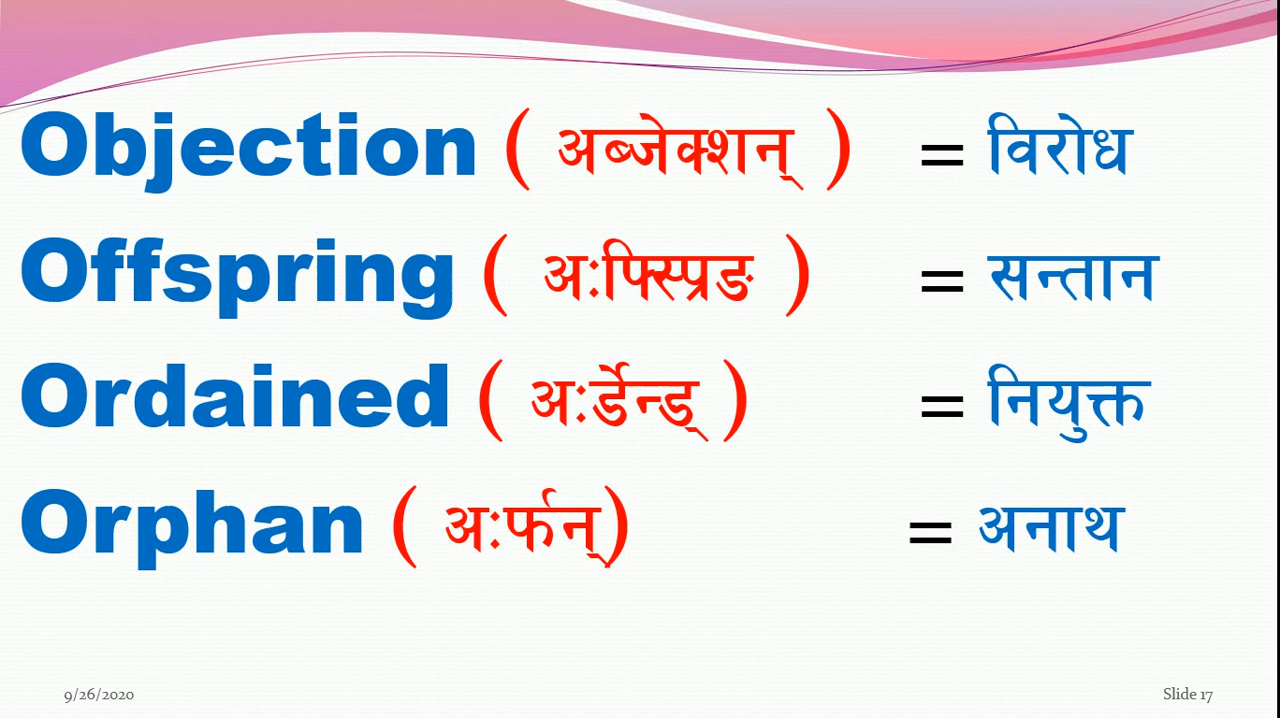 Objection ( अब्जेक्शन् ) = विरोध
Offspring ( अःफ्स्प्रिङ ) = सन्तान
Ordained ( अःर्डेन्ड् ) = नियुक्त
Orphan ( अःर्फन्) = अनाथ
9/26/2020 Slide 17